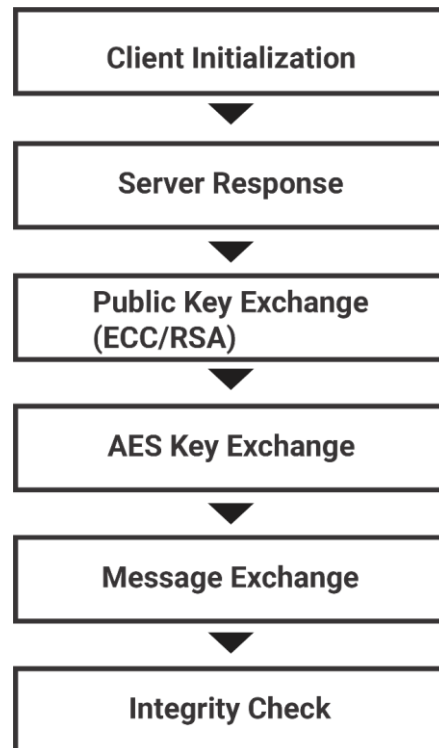 Client Initialization
Server Response
Public Key Exchange
(ECC/RSA)
AES Key Exchange
Message Exchange
Integrity Check